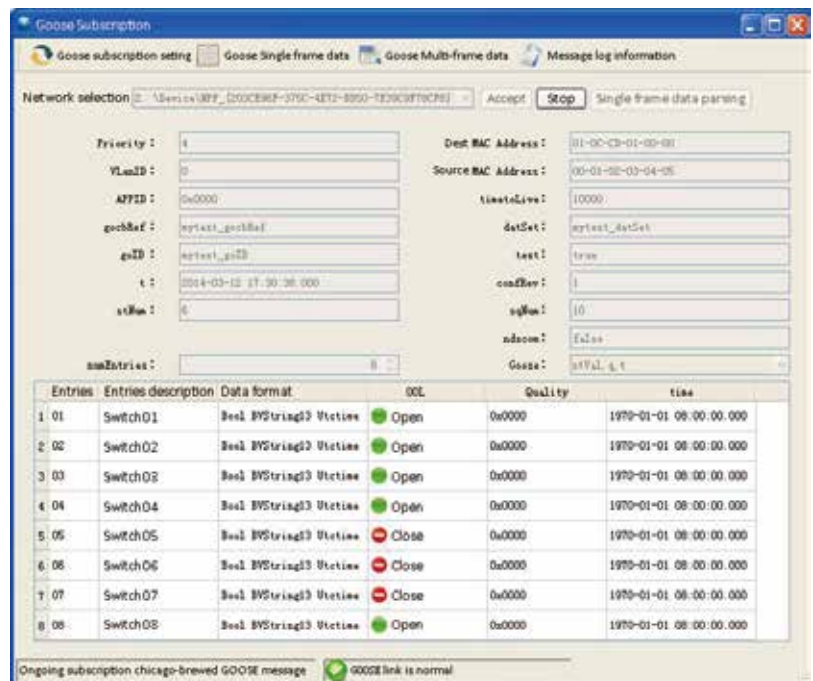 Goose Subscription
Goose subscription seting Goose Single frame data Goose Multi-frame data Message log information
Network selection Accept Stop Single frame data parsing
Priority: 4 Dest MAC Address: 01-0C-CD-01-00-00
VLanID: 0 Source MAC Address: 00-01-02-03-04-05
APPID: 0x0000 timetoLive: 10000
gocbRef: mytest_gocbRef datSet: mytest_datSet
goID: mytest_goID test: true
t: 2014-03-12 17:30:36.000 confRev: 1
stNum: 6 sqNum: 10
ndscom: false
numEntries: 8 Goose: stVal,q,t
Entries Entries description Data format Quality time
1 01 Switch01 Bool BVString13 Utctime Open 0x0000 1970-01-01 08:00:00.000
2 02 Switch02 Bool BVString13 Utctime Open 0x0000 1970-01-01 08:00:00.000
3 03 Switch03 Bool BVString13 Utctime Open 0x0000 1970-01-01 08:00:00.000
4 04 Switch04 Bool BVString13 Utctime Open 0x0000 1970-01-01 08:00:00.000
5 05 Switch05 Bool BVString13 Utctime Close 0x0000 1970-01-01 08:00:00.000
6 06 Switch06 Bool BVString13 Utctime Close 0x0000 1970-01-01 08:00:00.000
7 07 Switch07 Bool BVString13 Utctime Close 0x0000 1970-01-01 08:00:00.000
8 08 Switch08 Bool BVString13 Utctime Open 0x0000 1970-01-01 08:00:00.000
Ongoing subscription chicago-brewed GOOSE message GOOSE link is normal